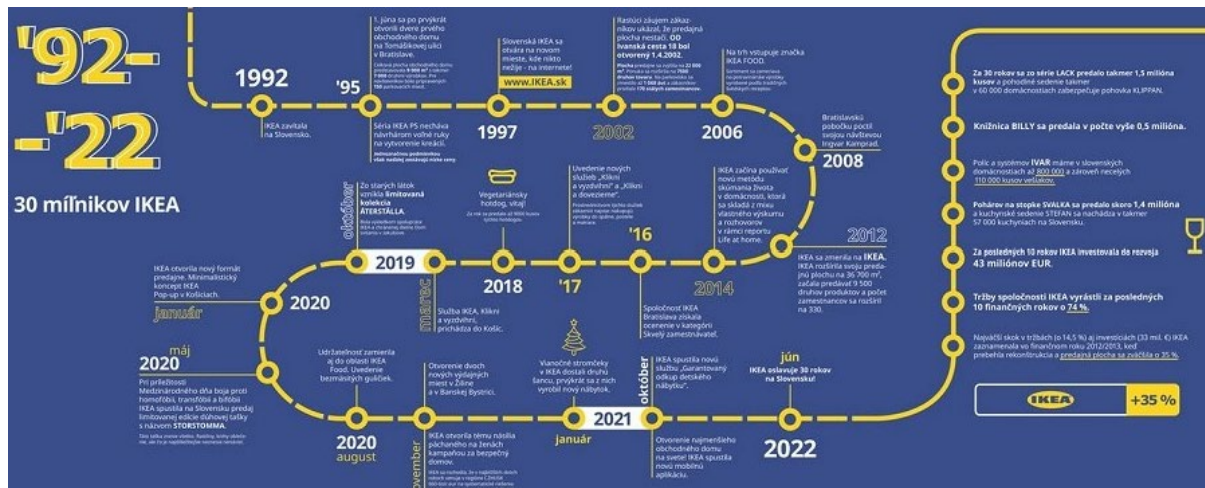 '92-
-'22
30 míľnikov IKEA
1992
IKEA zavítala
na Slovensko.
'95
1. júna sa po prvýkrát
otvorili dvere prvého
obchodného domu
na Tomášikovej ulici
v Bratislave.
Séria IKEA PS necháva
návrhárom voľné ruky
na vytvorenie kreácií.
Jednoznačnou podmienkou
však naďalej zostávajú nízke ceny.
Slovenská IKEA sa
otvára na novom
mieste, kde nikto
nežije - na internete!
www.IKEA.sk
1997
Rastúci záujem zákaz-
níkov ukázal, že predajná
plocha nestačí. OD
Ivanská cesta 18 bol
otvorený 1.4.2002.
2002
Na trh vstupuje značka
IKEA FOOD.
2006
Bratislavskú
pobočku poctil
svojou návštevou
Ingvar Kamprad.
2008
2012
IKEA sa zmenila na IKEA.
IKEA rozšírila svoju predaj-
nú plochu na 36 700 m²,
začala predávať 9 500
druhov produktov a počet
zamestnancov sa rozšíril
na 330.
IKEA začína používať
novú metódu
skúmania života
v domácnosti, ktorá
sa skladá z mixu
vlastného výskumu
a rozhovorov
v rámci reportu
Life at home.
2014
'16
Spoločnosť IKEA
Bratislava získala
ocenenie v kategórii
Skvelý zamestnávateľ.
Uvedenie nových
služieb „Klikni
a vyzdvihni“ a „Klikni
a dovezieme“.
'17
Vegetariánsky
hotdog, vitaj!
2018
marec
Služba IKEA, Klikni
a vyzdvihni,
prichádza do Košíc.
2019
október
Zo starých látok
vznikla limitovaná
kolekcia
ÅTERSTÄLLA.
IKEA otvorila nový formát
predajne. Minimalistický
koncept IKEA
Pop-up v Košiciach.
január
2020
máj
2020
Pri príležitosti
Medzinárodného dňa boja proti
homofóbii, transfóbii a bifóbii
IKEA spustila na Slovensku predaj
limitovanej edície dúhovej tašky
s názvom STORSTOMMA.
Udržateľnosť zamierila
aj do oblasti IKEA
Food. Uvedenie
bezmäsitých guličiek.
2020
august
Otvorenie dvoch
nových výdajných
miest v Žiline
a v Banskej Bystrici.
november
IKEA otvorila tému násilia
páchaného na ženách
kampaňou za bezpečný
domov.
Vianočné stromčeky
v IKEA dostali druhú
šancu, prvýkrát sa z nich
vyrobil nový nábytok.
január
2021
október
IKEA spustila novú
službu „Garantovaný
odkup detského
nábytku“.
Otvorenie najmenšieho
obchodného domu
na svete! IKEA spustila
novú mobilnú
aplikáciu.
jún
IKEA oslavuje 30 rokov
na Slovensku!
2022
Za 30 rokov sa zo série LACK predalo takmer 1,5 milióna
kusov a pohodlné sedenie takmer
v 60 000 domácnostiach zabezpečuje pohovka KLIPPAN.
Knižnica BILLY sa predala v počte vyše 0,5 milióna.
Políc a systémov IVAR máme v slovenských
domácnostiach až 800 000 a zároveň necelých
110 000 kusov vešiakov.
Pohárov na stopke SVALKA sa predalo skoro 1,4 milióna
a kuchynské sedenie STEFAN sa nachádza v takmer
57 000 kuchyniach na Slovensku.
Za posledných 10 rokov IKEA investovala do rozvoja
43 miliónov EUR.
Tržby spoločnosti IKEA vyrástli za posledných
10 finančných rokov o 74 %.
Najväčší skok v tržbách (o 14,5 %) aj investíciách (33 mil. €) IKEA
zaznamenala vo finančnom roku 2012/2013, keď
prebehla rekonštrukcia a predajná plocha sa zväčšila o 35 %.
IKEA
+35 %